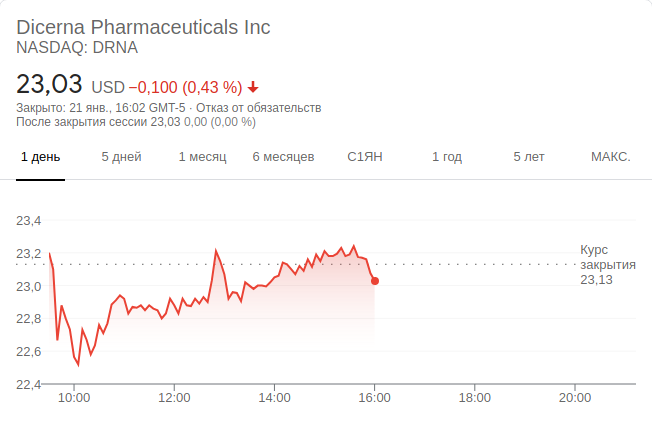 Dicerna Pharmaceuticals Inc
NASDAQ: DRNA
23,03 USD −0,100 (0,43 %)
Закрыто: 21 янв., 16:02 GMT-5 · Отказ от обязательств
После закрытия сессии 23,03 0,00 (0,00 %)
1 день 5 дней 1 месяц 6 месяцев С1ЯН 1 год 5 лет МАКС.
23,4
23,2
23,0
22,8
22,6
22,4
Курс
закрытия
23,13
10:00 12:00 14:00 16:00 18:00 20:00